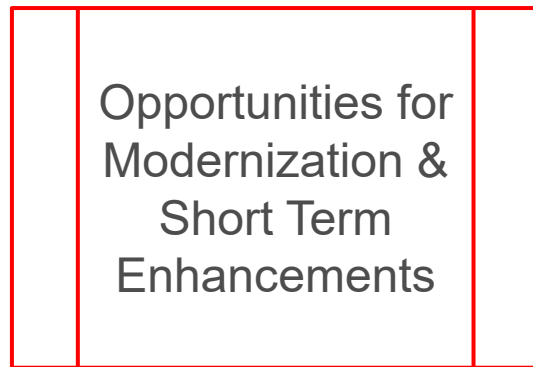 Opportunities for
Modernization &
Short Term
Enhancements